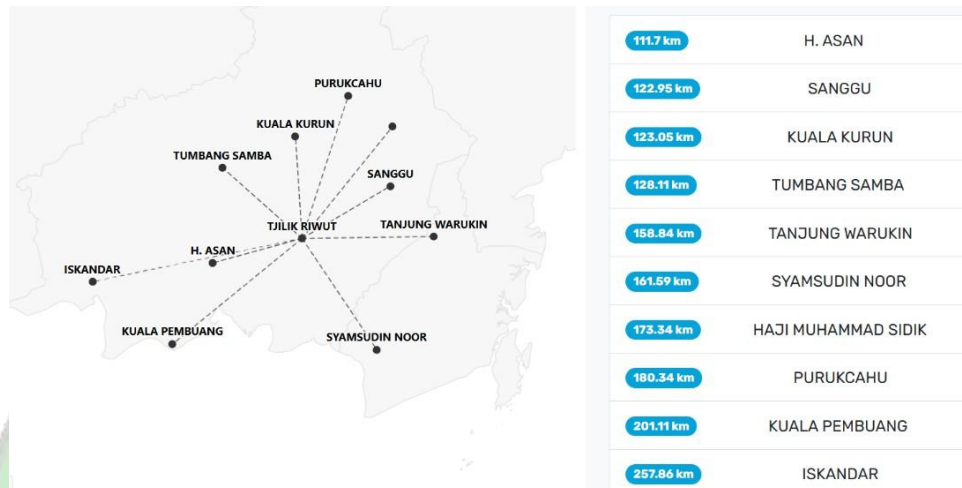 PURUKCAHU
KUALA KURUN
TUMBANG SAMBA
SANGGU
TJILIK RIWUT
TANJUNG WARUKIN
H. ASAN
ISKANDAR
KUALA PEMBUANG
SYAMSUDIN NOOR
111.7 km H. ASAN
122.95 km SANGGU
123.05 km KUALA KURUN
128.11 km TUMBANG SAMBA
158.84 km TANJUNG WARUKIN
161.59 km SYAMSUDIN NOOR
173.34 km HAJI MUHAMMAD SIDIK
180.34 km PURUKCAHU
201.11 km KUALA PEMBUANG
257.86 km ISKANDAR